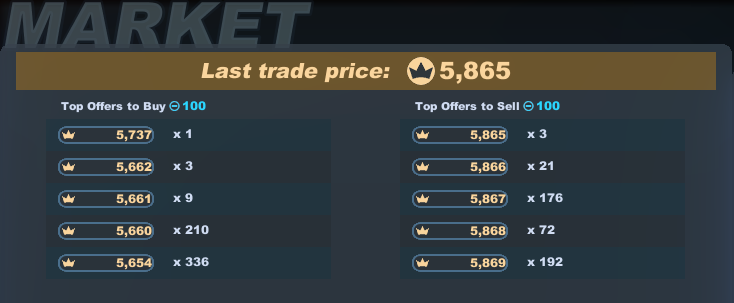 MARKET
Last trade price: 5,865
Top Offers to Buy 100
5,737 x 1
5,662 x 3
5,661 x 9
5,660 x 210
5,654 x 336
Top Offers to Sell 100
5,865 x 3
5,866 x 21
5,867 x 176
5,868 x 72
5,869 x 192